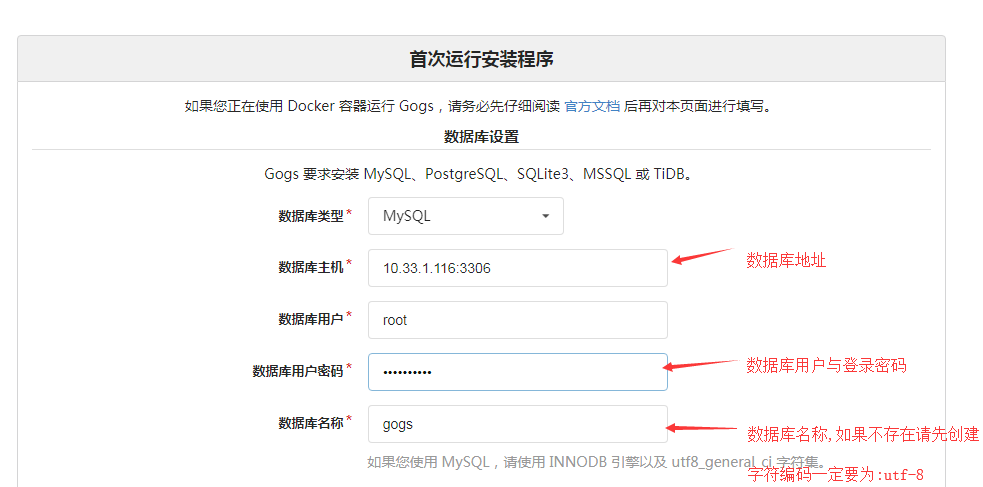 首次运行安装程序
如果您正在使用 Docker 容器运行 Gogs，请务必先仔细阅读 官方文档 后再对本页面进行填写。
数据库设置
Gogs 要求安装 MySQL、PostgreSQL、SQLite3、MSSQL 或 TiDB。
数据库类型* MySQL
数据库主机* 10.33.1.116:3306 数据库地址
数据库用户* root
数据库用户密码* •••••••••• 数据库用户与登录密码
数据库名称* gogs 数据库名称,如果不存在请先创建
如果您使用 MySQL，请使用 INNODB 引擎以及 utf8_general_ci 字符集。
字符编码一定要为:utf-8